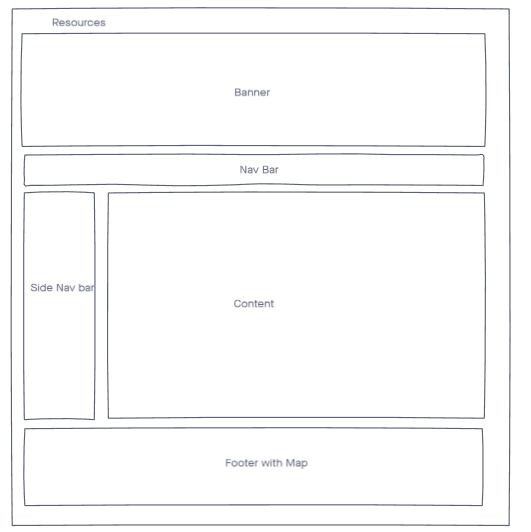 Resources
Banner
Nav Bar
Side Nav bar
Content
Footer with Map